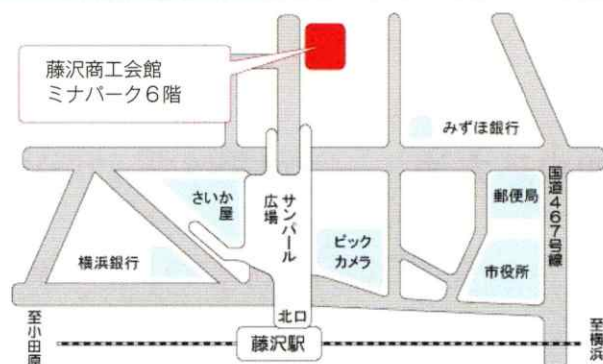 藤沢商工会館
ミナパーク６階
みずほ銀行
さいか
屋
サンパール
広場
ビック
カメラ
郵便局
国道４６７号線
横浜銀行
市役所
北口
至小田原
藤沢駅
至横浜